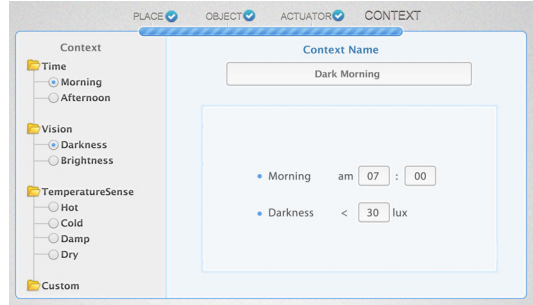 PLACE OBJECT ACTUATOR CONTEXT
Context
Time
Morning
Afternoon
Vision
Darkness
Brightness
TemperatureSense
Hot
Cold
Damp
Dry
Custom
Context Name
Dark Morning
Morning am 07 : 00
Darkness < 30 lux